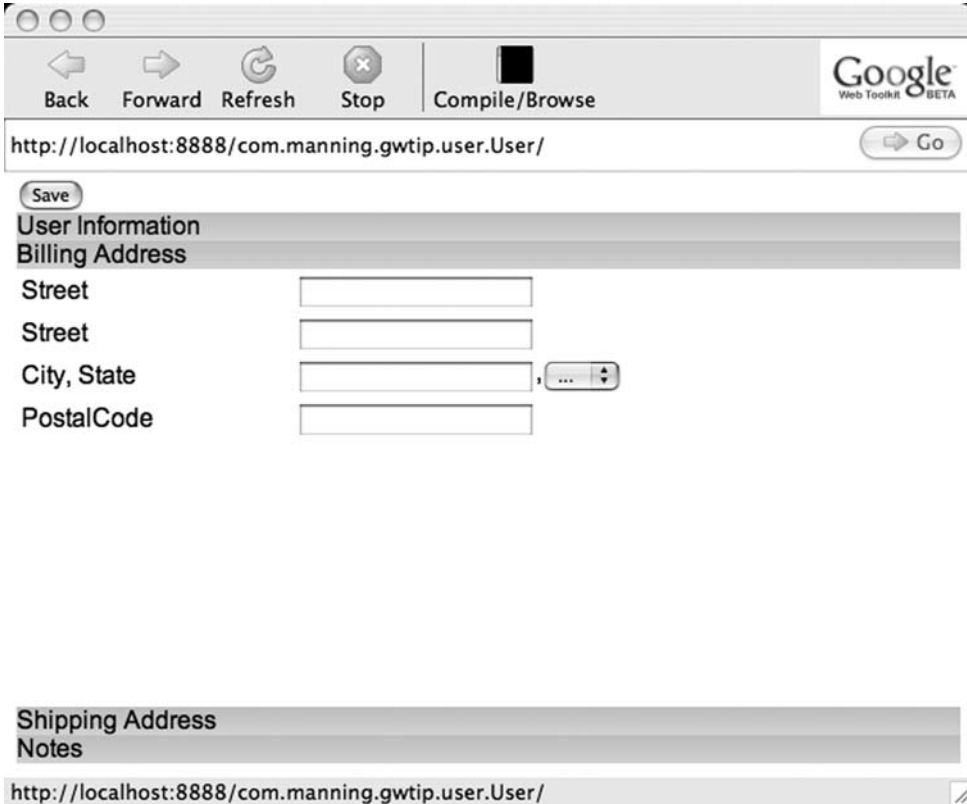 Back Forward Refresh Stop Compile/Browse
Google
Web Toolkit BETA
http://localhost:8888/com.manning.gwtip.user.User/ Go
Save
User Information
Billing Address
Street
Street
City, State , ...
PostalCode
Shipping Address
Notes
http://localhost:8888/com.manning.gwtip.user.User/